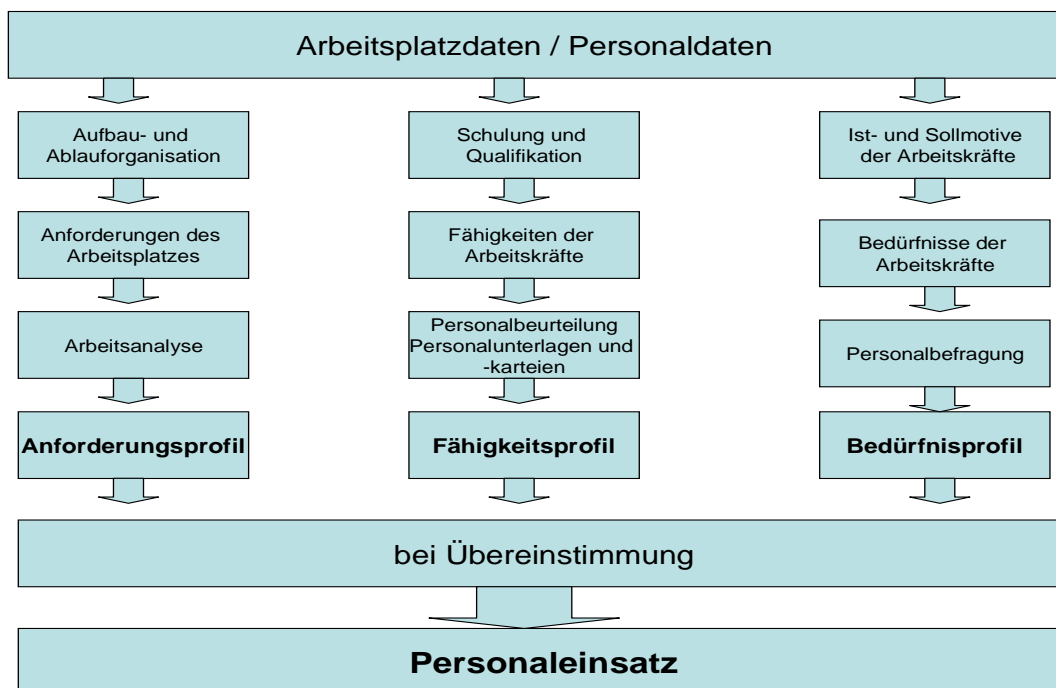 Arbeitsplatzdaten / Personaldaten
Aufbau- und
Ablauforganisation
Anforderungen des
Arbeitsplatzes
Arbeitsanalyse
Anforderungsprofil
Schulung und
Qualifikation
Fähigkeiten der
Arbeitskräfte
Personalbeurteilung
Personalunterlagen und
-karteien
Fähigkeitsprofil
Ist- und Sollmotive
der Arbeitskräfte
Bedürfnisse der
Arbeitskräfte
Personalbefragung
Bedürfnisprofil
bei Übereinstimmung
Personaleinsatz